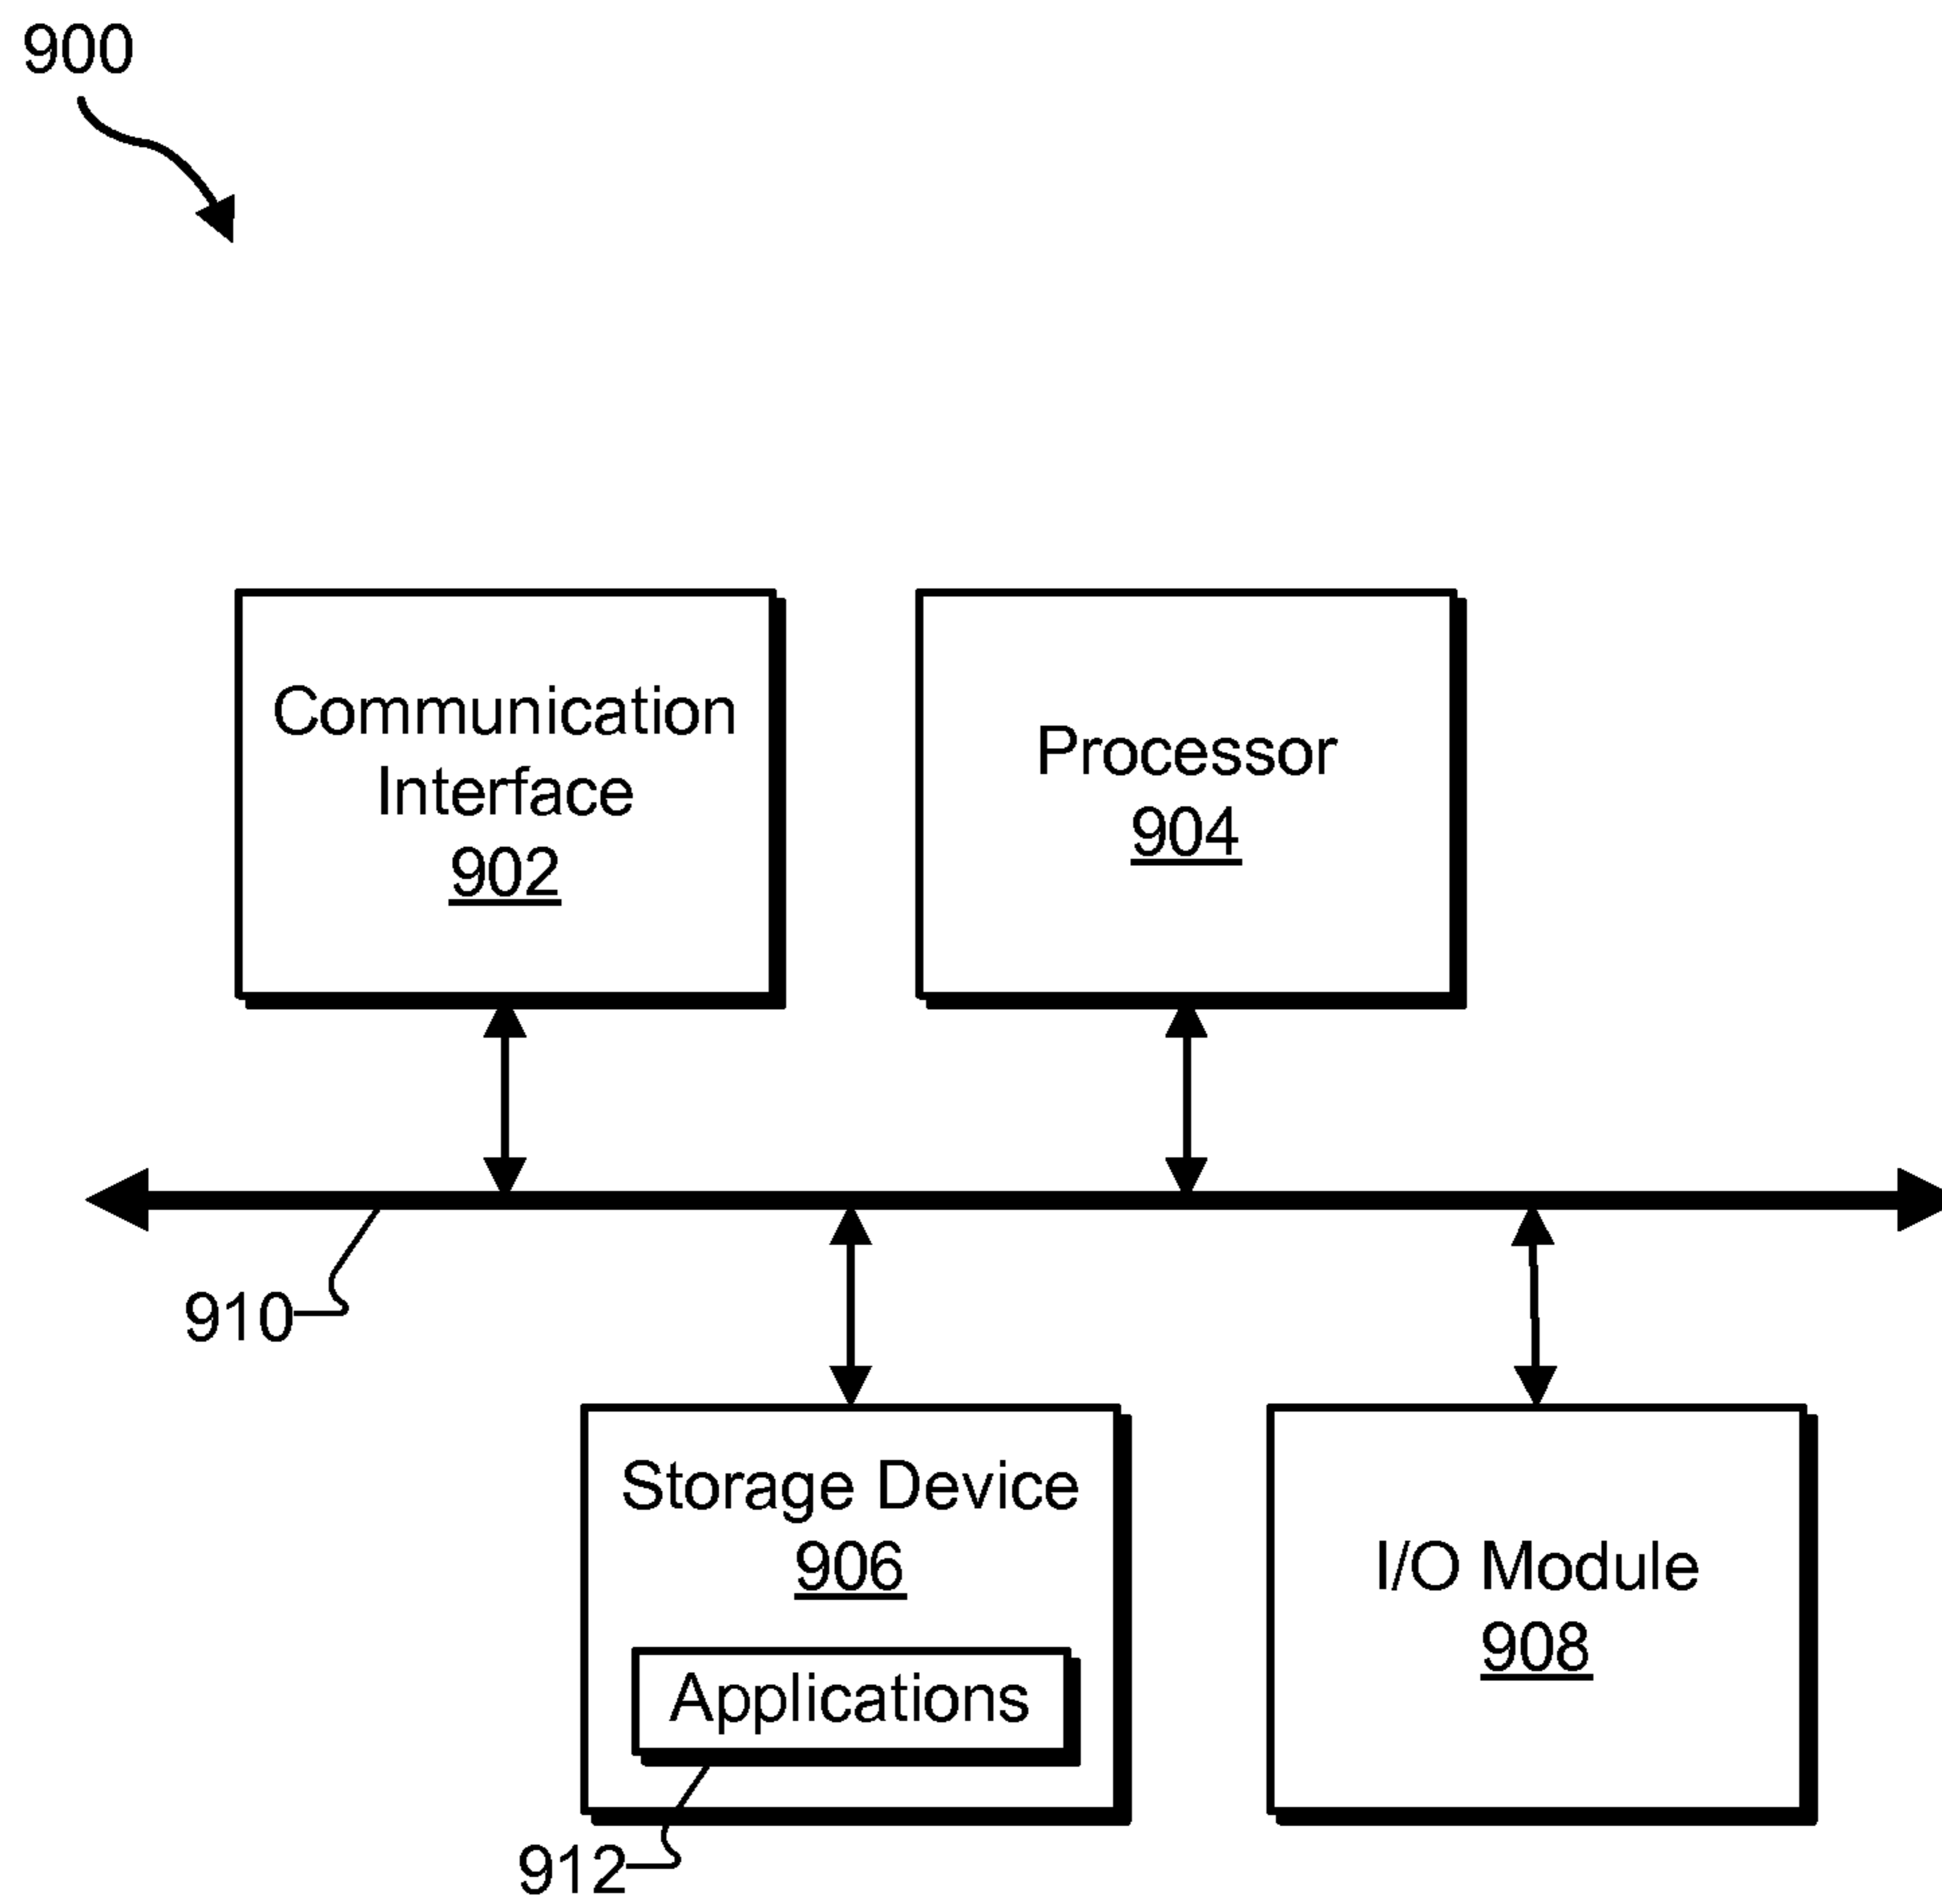 900
Communication
Interface
902
Processor
904
910
Storage Device
906
Applications
912
I/O Module
908